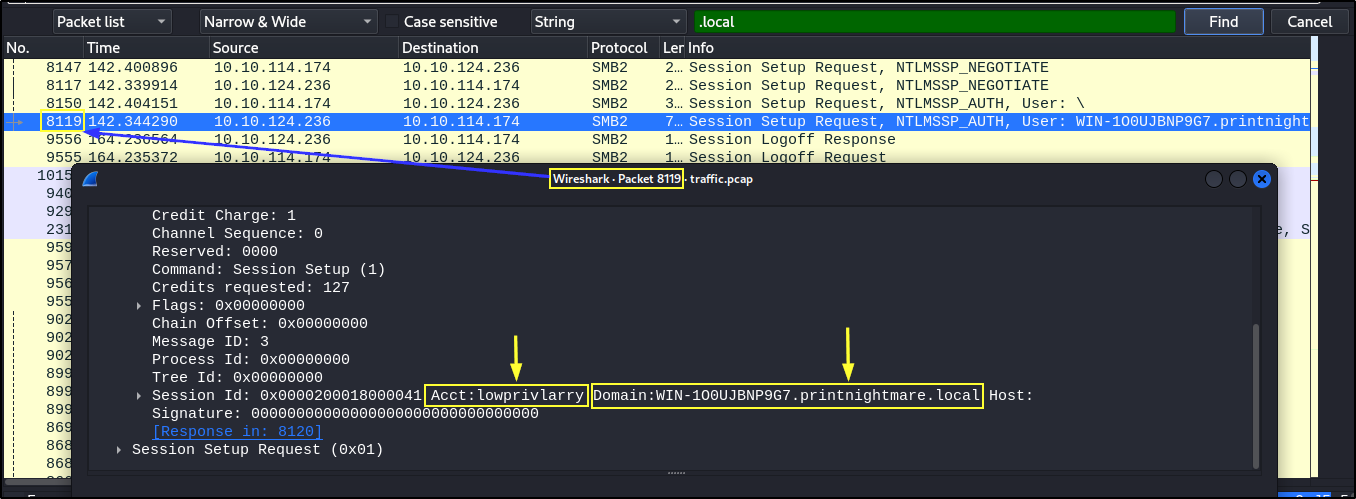 Packet list Narrow & Wide Case sensitive String .local Find Cancel
No. Time Source Destination Protocol Ler Info
8147 142.400896 10.10.114.174 10.10.124.236 SMB2 2… Session Setup Request, NTLMSSP_NEGOTIATE
8117 142.339914 10.10.124.236 10.10.114.174 SMB2 2… Session Setup Request, NTLMSSP_NEGOTIATE
8150 142.404151 10.10.114.174 10.10.124.236 SMB2 3… Session Setup Request, NTLMSSP_AUTH, User: \
8119 142.344290 10.10.124.236 10.10.114.174 SMB2 7… Session Setup Request, NTLMSSP_AUTH, User: WIN-1O0UJBNP9G7.printnight
9556 164.236564 10.10.124.236 10.10.114.174 SMB2 1… Session Logoff Response
9555 164.235372 10.10.114.174 10.10.124.236 SMB2 1… Session Logoff Request
1015
Wireshark · Packet 8119 · traffic.pcap
940
929
231 e, S
959
957
956
955
902
902
902
899
899
869
868
868
Credit Charge: 1
Channel Sequence: 0
Reserved: 0000
Command: Session Setup (1)
Credits requested: 127
Flags: 0x00000000
Chain Offset: 0x00000000
Message ID: 3
Process Id: 0x00000000
Tree Id: 0x00000000
Session Id: 0x0000200018000041 Acct:lowprivlarry Domain:WIN-1O0UJBNP9G7.printnightmare.local Host:
Signature: 00000000000000000000000000000000
[Response in: 8120]
Session Setup Request (0x01)